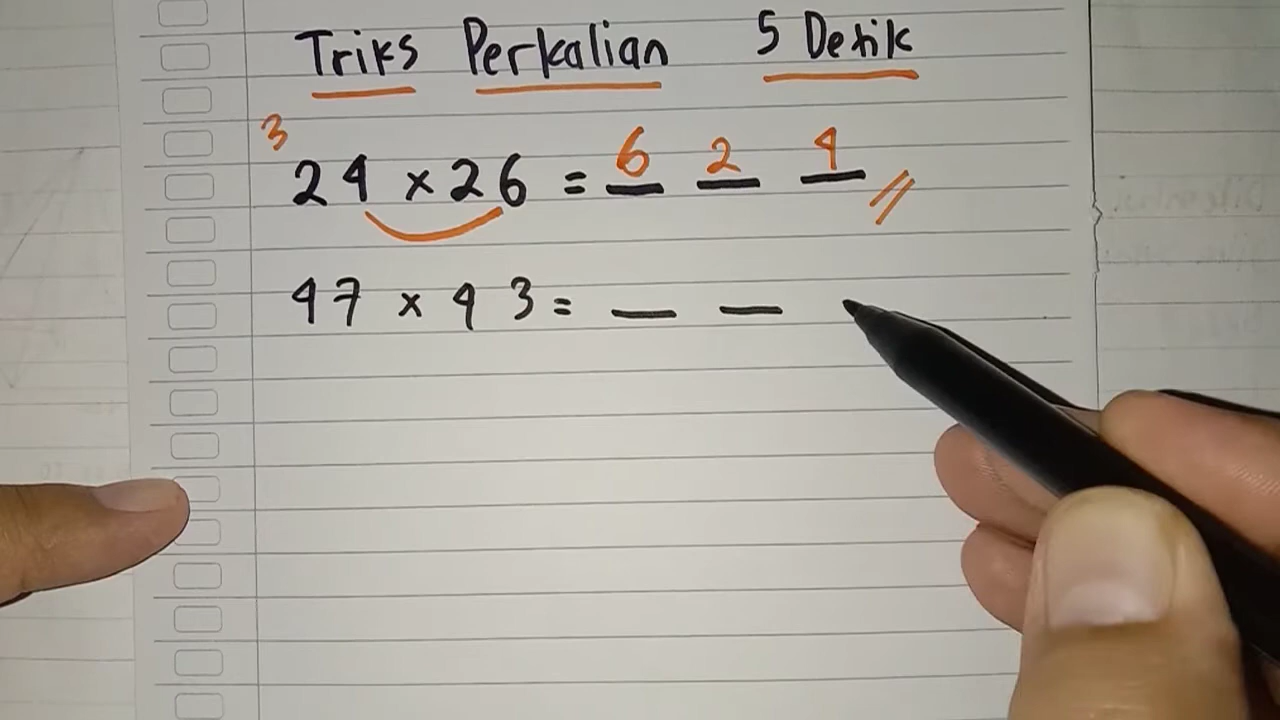 Triks Perkalian 5 Detik
3
24 × 26 = 6 2 4
47 × 43 = _ _